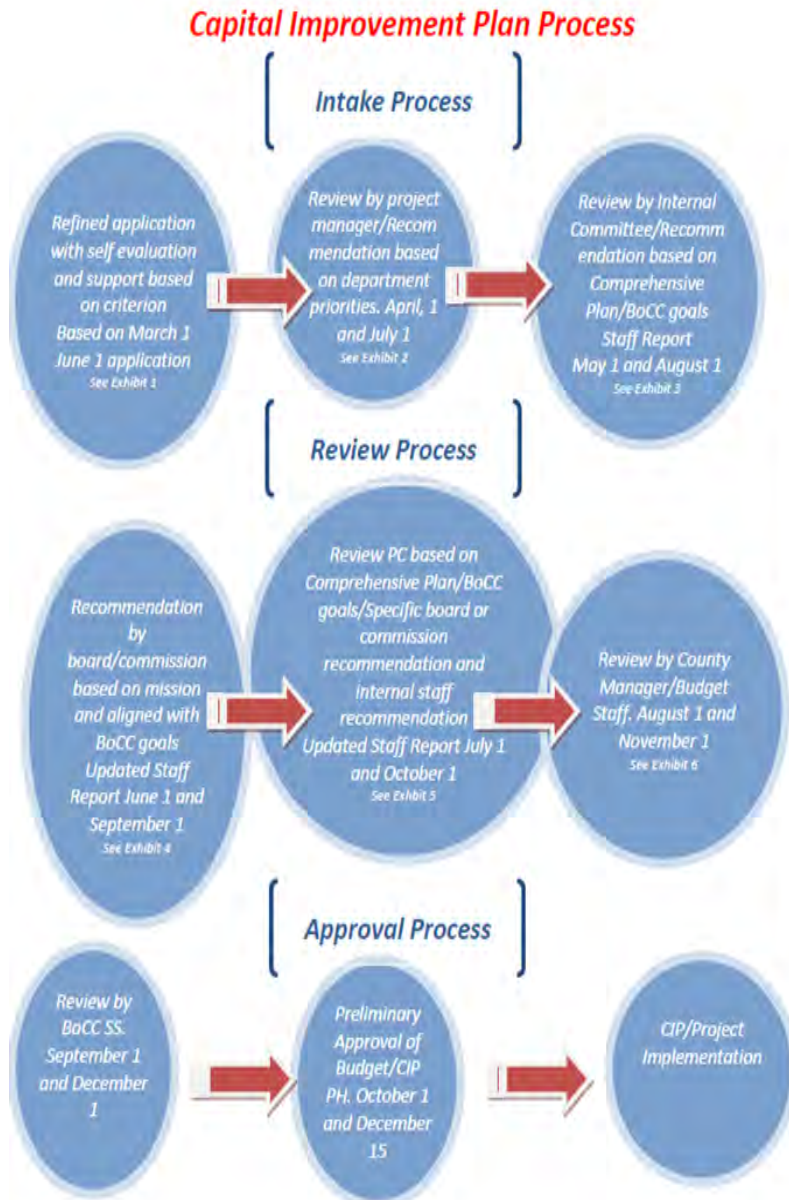 Capital Improvement Plan Process
Intake Process
Refined application
with self evaluation
and support based
on criterion
Based on March 1
June 1 application
See Exhibit 1
Review by project
manager/Recom
mendation based
on department
priorities. April, 1
and July 1
See Exhibit 2
Review by Internal
Committee/Recomm
endation based on
Comprehensive
Plan/BoCC goals
Staff Report
May 1 and August 1
See Exhibit 3
Review Process
Recommendation
by
board/commission
based on mission
and aligned with
BoCC goals
Updated Staff
Report June 1 and
September 1
See Exhibit 4
Review PC based on
Comprehensive Plan/BoCC
goals/Specific board or
commission
recommendation and
internal staff
recommendation
Updated Staff Report July 1
and October 1
See Exhibit 5
Review by County
Manager/Budget
Staff. August 1 and
November 1
See Exhibit 6
Approval Process
Review by
BoCC SS.
September 1
and December
1
Preliminary
Approval of
Budget/CIP
PH. October 1
and December
15
CIP/Project
Implementation